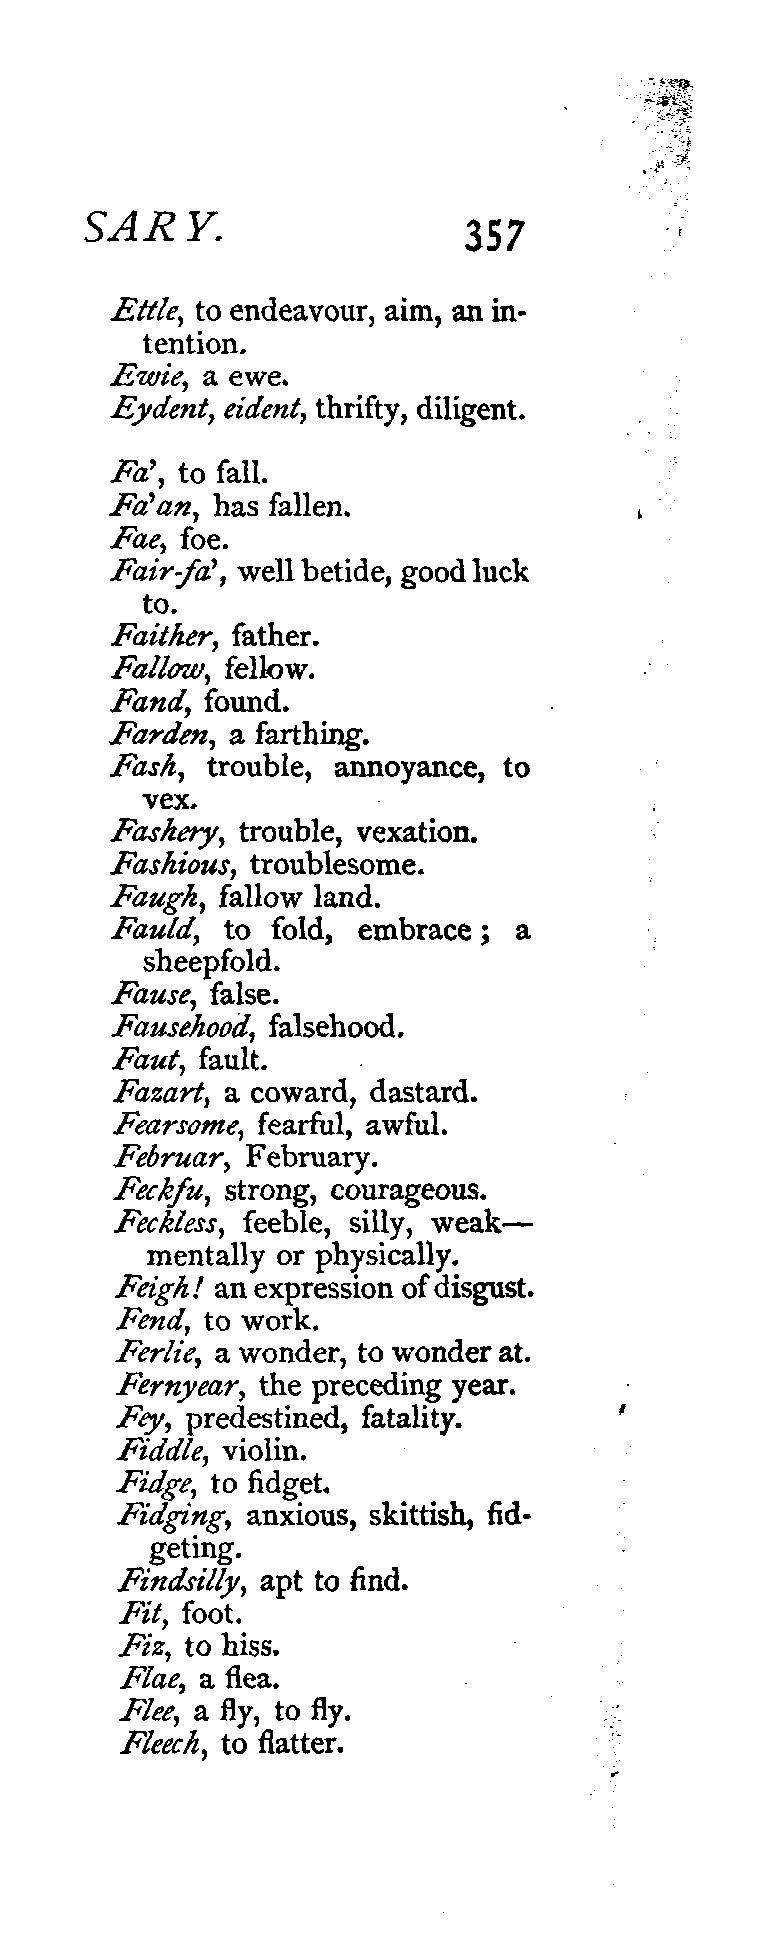 SARY. 357
Ettle, to endeavour, aim, an in-
tention.
Ewie, a ewe.
Eydent, eident, thrifty, diligent.
Fa', to fall.
Fa'an, has fallen.
Fae, foe.
Fair-fa', well betide, good luck
to.
Faither, father.
Fallow, fellow.
Fand, found.
Farden, a farthing.
Fash, trouble, annoyance, to
vex.
Fashery, trouble, vexation.
Fashious, troublesome.
Faugh, fallow land.
Fauld, to fold, embrace; a
sheepfold.
Fause, false.
Fausehood, falsehood.
Faut, fault.
Fazart, a coward, dastard.
Fearsome, fearful, awful.
Februar, February.
Feckfu, strong, courageous.
Feckless, feeble, silly, weak—
mentally or physically.
Feigh! an expression of disgust.
Fend, to work.
Ferlie, a wonder, to wonder at.
Fernyear, the preceding year.
Fey, predestined, fatality.
Fiddle, violin.
Fidge, to fidget.
Fidging, anxious, skittish, fid-
geting.
Findsilly, apt to find.
Fit, foot.
Fiz, to hiss.
Flae, a flea.
Flee, a fly, to fly.
Fleech, to flatter.